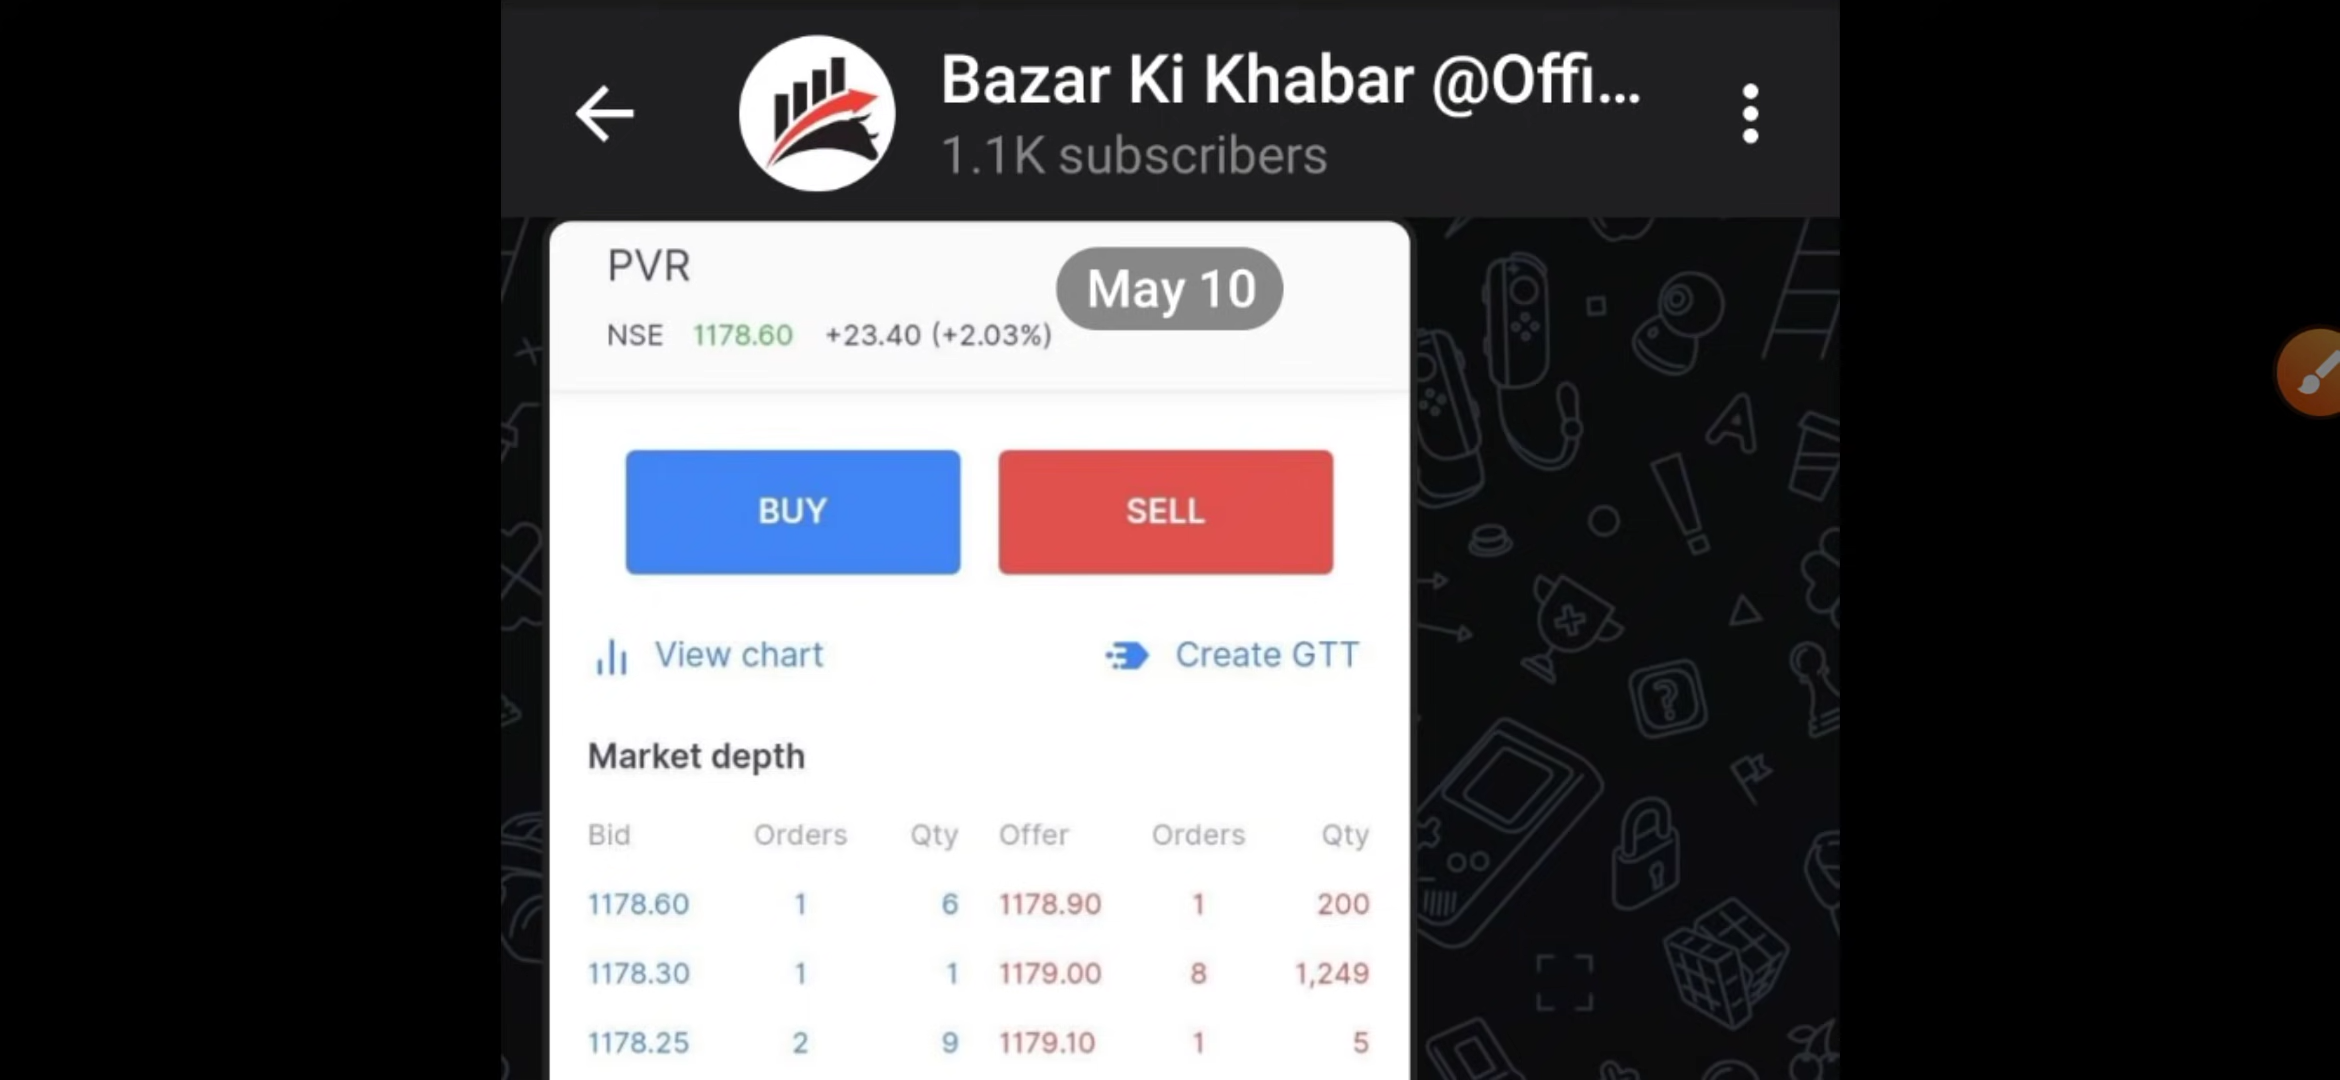 Bazar Ki Khabar @Offi...
1.1K subscribers
PVR
May 10
NSE 1178.60 +23.40 (+2.03%)
BUY SELL
View chart Create GTT
Market depth
Bid Orders Qty Offer Orders Qty
1178.60 1 6 1178.90 1 200
1178.30 1 1 1179.00 8 1,249
1178.25 2 9 1179.10 1 5